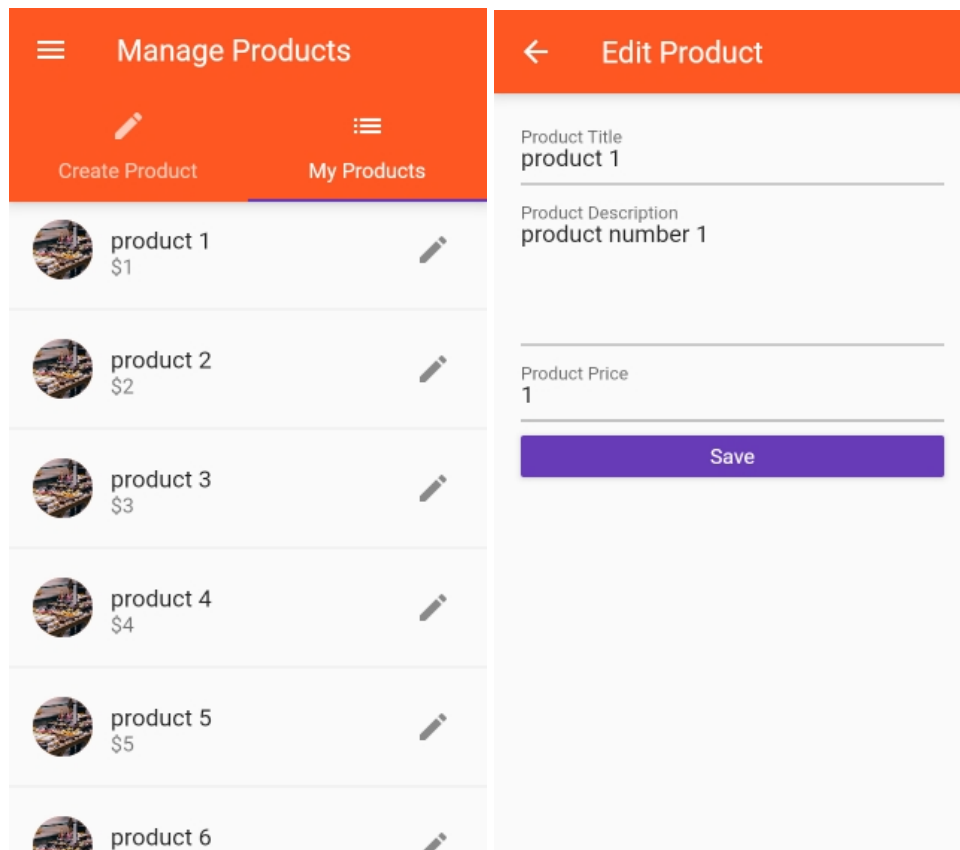 Manage Products
Create Product
My Products
product 1
$1
product 2
$2
product 3
$3
product 4
$4
product 5
$5
product 6
Edit Product
Product Title
product 1
Product Description
product number 1
Product Price
1
Save